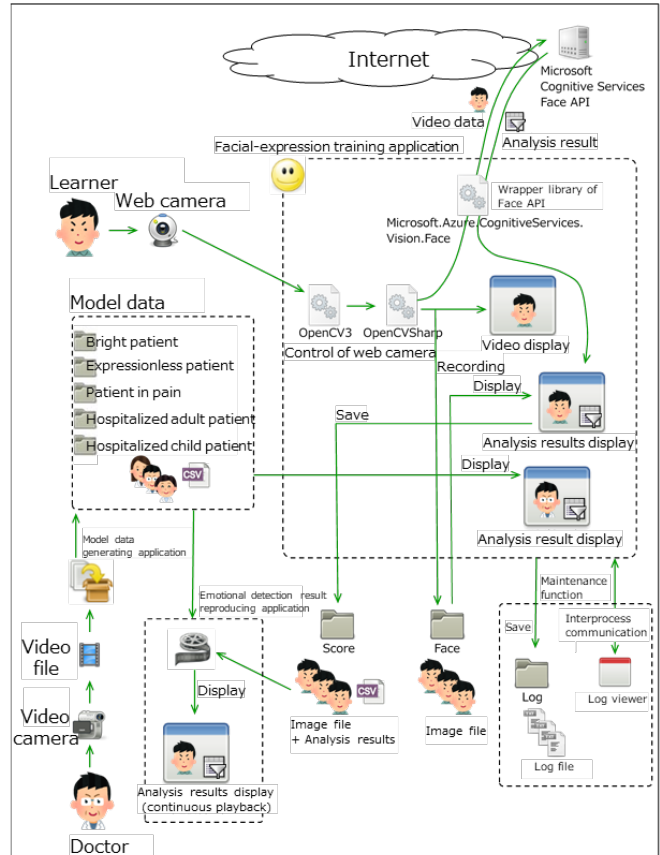 Internet
Microsoft
Cognitive Services
Face API
Video data
Analysis result
Facial-expression training application
Learner
Web camera
Wrapper library of
Face API
Microsoft.Azure.CognitiveServices.
Vision.Face
Model data
Bright patient
Expressionless patient
Patient in pain
Hospitalized adult patient
Hospitalized child patient
CSV
OpenCV3
OpenCVSharp
Control of web camera
Video display
Recording
Display
Save
Analysis results display
Display
Analysis result display
Model data
generating application
Emotional detection result
reproducing application
Maintenance
function
Interprocess
communication
Save
Video
file
Score
Face
Log
Log viewer
Display
CSV
Video
camera
Image file
+ Analysis results
Image file
Log file
Analysis results display
(continuous playback)
Doctor